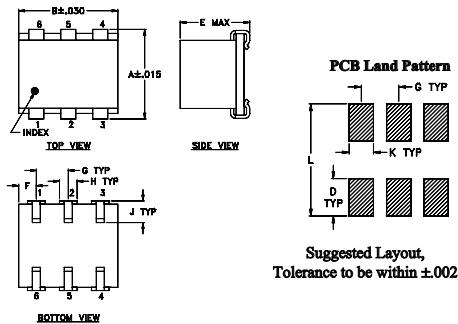 B±.030
E MAX
6 5 4
A±.015
1 2 3
INDEX
TOP VIEW
SIDE VIEW
PCB Land Pattern
G TYP
K TYP
L
D
TYP
G TYP
H TYP
F
1 2 3
J TYP
6 5 4
BOTTOM VIEW
Suggested Layout,
Tolerance to be within ±.002